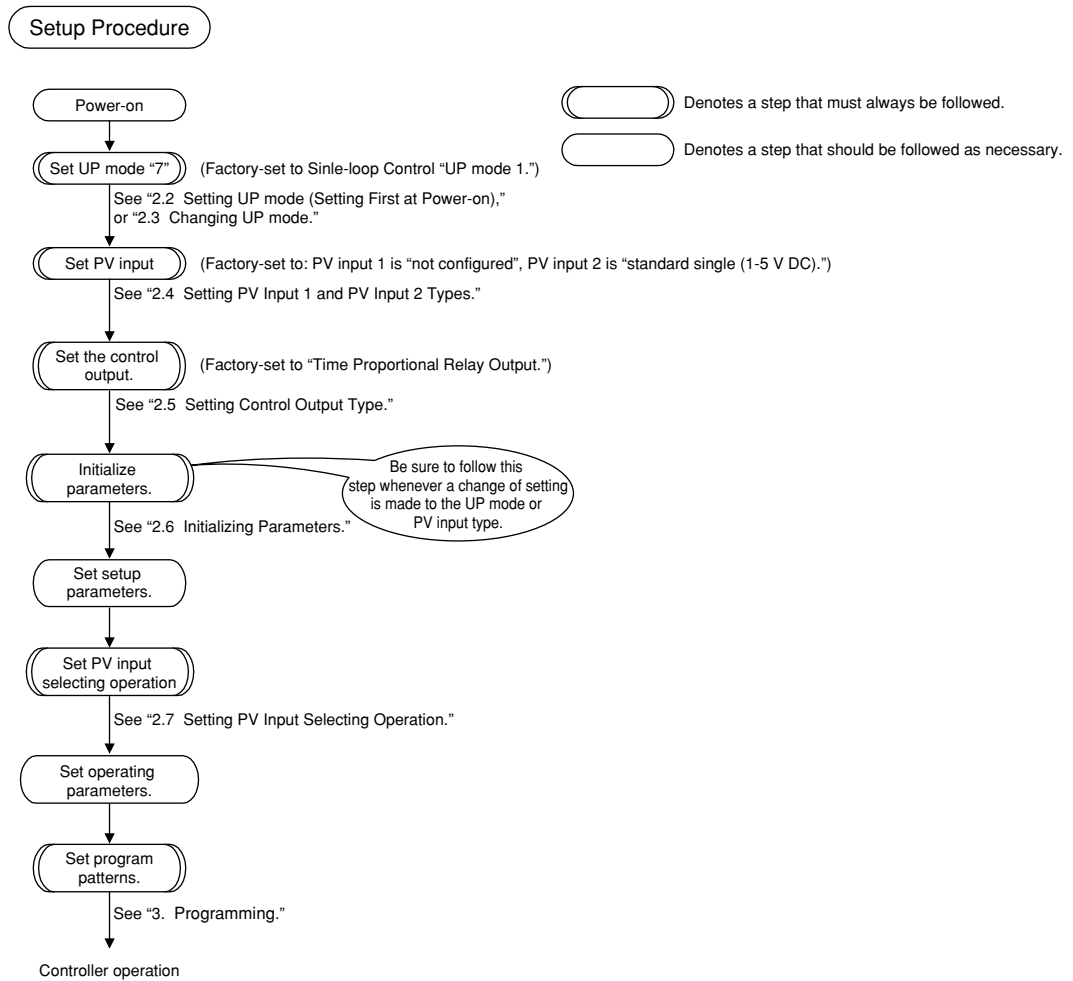 Setup Procedure
Power-on
Denotes a step that must always be followed.
Denotes a step that should be followed as necessary.
Set UP mode “7”
(Factory-set to Sinle-loop Control “UP mode 1.”)
See “2.2 Setting UP mode (Setting First at Power-on),”
or “2.3 Changing UP mode.”
Set PV input
(Factory-set to: PV input 1 is “not configured”, PV input 2 is “standard single (1-5 V DC).”)
See “2.4 Setting PV Input 1 and PV Input 2 Types.”
Set the control
output.
(Factory-set to “Time Proportional Relay Output.”)
See “2.5 Setting Control Output Type.”
Initialize
parameters.
Be sure to follow this
step whenever a change of setting
is made to the UP mode or
PV input type.
See “2.6 Initializing Parameters.”
Set setup
parameters.
Set PV input
selecting operation
See “2.7 Setting PV Input Selecting Operation.”
Set operating
parameters.
Set program
patterns.
See “3. Programming.”
Controller operation